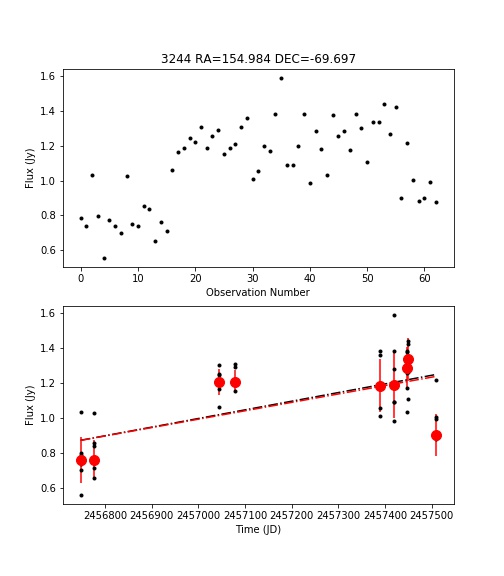 3244 RA=154.984 DEC=-69.697
1.6
1.4
1.2
1.0
0.8
0.6
Flux (Jy)
0 10 20 30 40 50 60
Observation Number
1.6
1.4
1.2
1.0
0.8
0.6
Flux (Jy)
2456800 2456900 2457000 2457100 2457200 2457300 2457400 2457500
Time (JD)